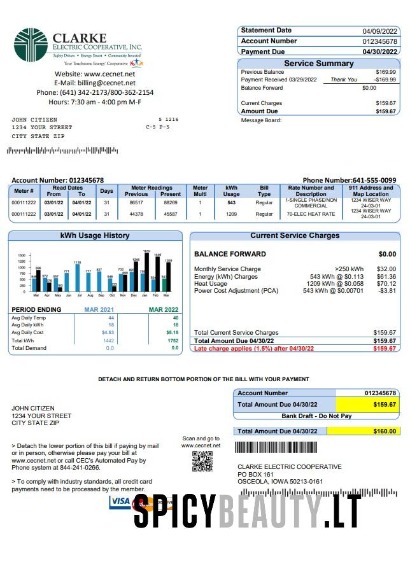 CLARKE
ELECTRIC COOPERATIVE, INC.
Your Touchstone Energy Cooperative
Website: www.cecnet.net
E-Mail: billing@cecnet.net
Phone: (641) 342-2173/800-362-2154
Hours: 7:30 am - 4:00 pm M-F
Statement Date 04/09/2022
Account Number 012345678
Payment Due 04/30/2022
Service Summary
Previous Balance $169.99
Payment Received 03/29/2022 Thank You -$169.99
Balance Forward $0.00
Current Charges $159.67
Amount Due $159.67
Message Board:
JOHN CITIZEN
1234 YOUR STREET
CITY STATE ZIP
Account Number: 012345678 Phone Number:641-555-0099
Meter # Read Dates From To Days Meter Readings Previous Present Meter Multi kWh Usage Bill Type Rate Number and Description 911 Address and Map Location
600111222 03/01/22 04/01/22 31 1 543 Regular 1-SINGLE PHASE/NON COMMERCIAL 1234 WISER WAY 24-03-01
600111222 03/01/22 04/01/22 31 1 1209 Regular 70-ELEC HEAT RATE 1234 WISER WAY 24-03-01
kWh Usage History
PERIOD ENDING MAR 2021 MAR 2022
Avg Daily Temp 44
Avg Daily kWh
Avg Daily Cost
Total kWh 1442 1752
Total Demand 0.0 0.0
Current Service Charges
BALANCE FORWARD $0.00
Monthly Service Charge >250 kWh $32.00
Energy (kWh) Charges 543 kWh @ $0.113 $61.36
Heat Usage 1209 kWh @ $0.058 $70.12
Power Cost Adjustment (PCA) 543 kWh @ $0.00701 -$3.81
Total Current Service Charges $159.67
Total Amount Due 04/30/22 $159.67
Late charge applies (1.5%) after 04/30/22
DETACH AND RETURN BOTTOM PORTION OF THE BILL WITH YOUR PAYMENT
Account Number 012345678
Total Amount Due 04/30/22 $159.67
Bank Draft - Do Not Pay
Total Amount Due 04/30/22 $160.00
JOHN CITIZEN
1234 YOUR STREET
CITY STATE ZIP
> Detach the lower portion of this bill if paying by mail
or in person, otherwise please pay your bill at
www.cecnet.net or call CEC's Automated Pay by
Phone system at 844-241-0266.
> To comply with industry standards, all credit card
payments need to be processed by the member.
Scan and go to
www.cecnet.net
CLARKE ELECTRIC COOPERATIVE
PO BOX 161
OSCEOLA, IOWA 50213-0161
VISA
SPICYBEAUTY.LT